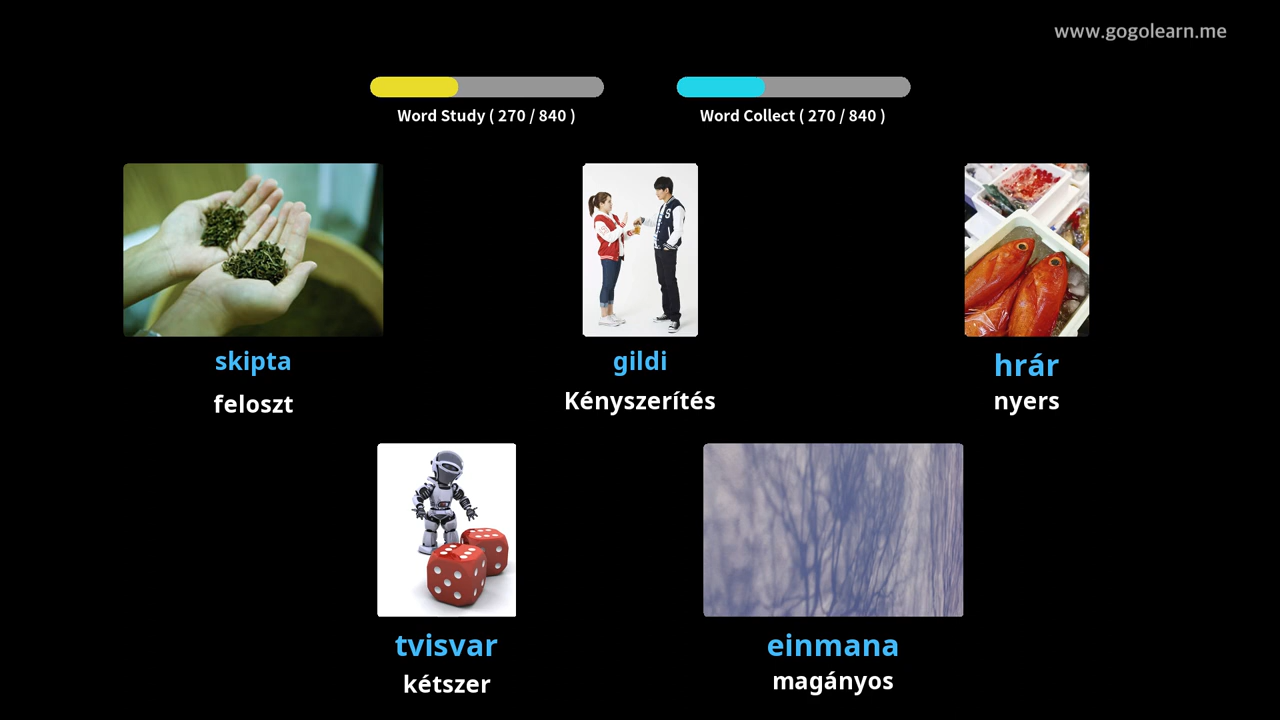 www.gogolearn.me
Word Study ( 270 / 840 )
Word Collect ( 270 / 840 )
S
skipta
gildi
hrár
feloszt
Kényszerítés
nyers
tvisvar
einmana
kétszer
magányos